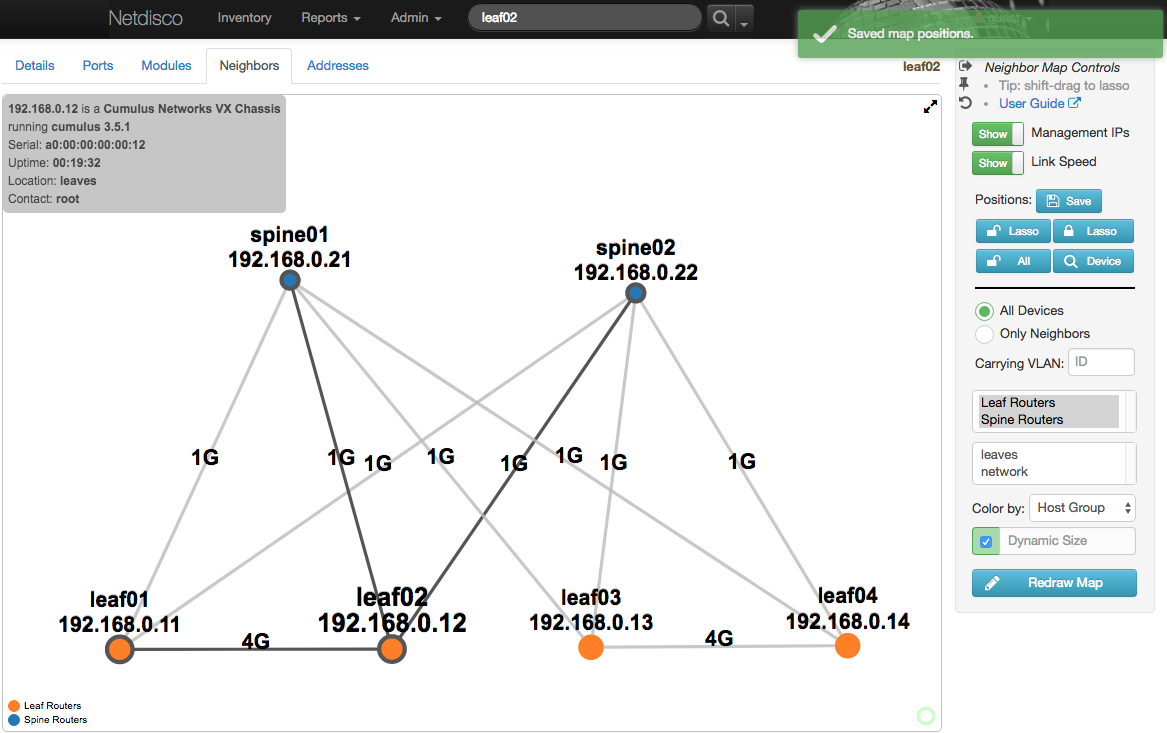 Netdisco Inventory Reports Admin leaf02 guest
Saved map positions.
Details Ports Modules Neighbors Addresses leaf02
192.168.0.12 is a Cumulus Networks VX Chassis
running cumulus 3.5.1
Serial: a0:00:00:00:00:12
Uptime: 00:19:32
Location: leaves
Contact: root
spine01
192.168.0.21
spine02
192.168.0.22
1G 1G 1G 1G 1G 1G 1G 1G
leaf01
192.168.0.11
leaf02
192.168.0.12
leaf03
192.168.0.13
leaf04
192.168.0.14
4G 4G
Leaf Routers
Spine Routers
Neighbor Map Controls
• Tip: shift-drag to lasso
• User Guide
Show Management IPs
Show Link Speed
Positions: Save
Lasso Lasso
All Device
All Devices
Only Neighbors
Carrying VLAN: ID
Leaf Routers
Spine Routers
leaves
network
Color by: Host Group
Dynamic Size
Redraw Map